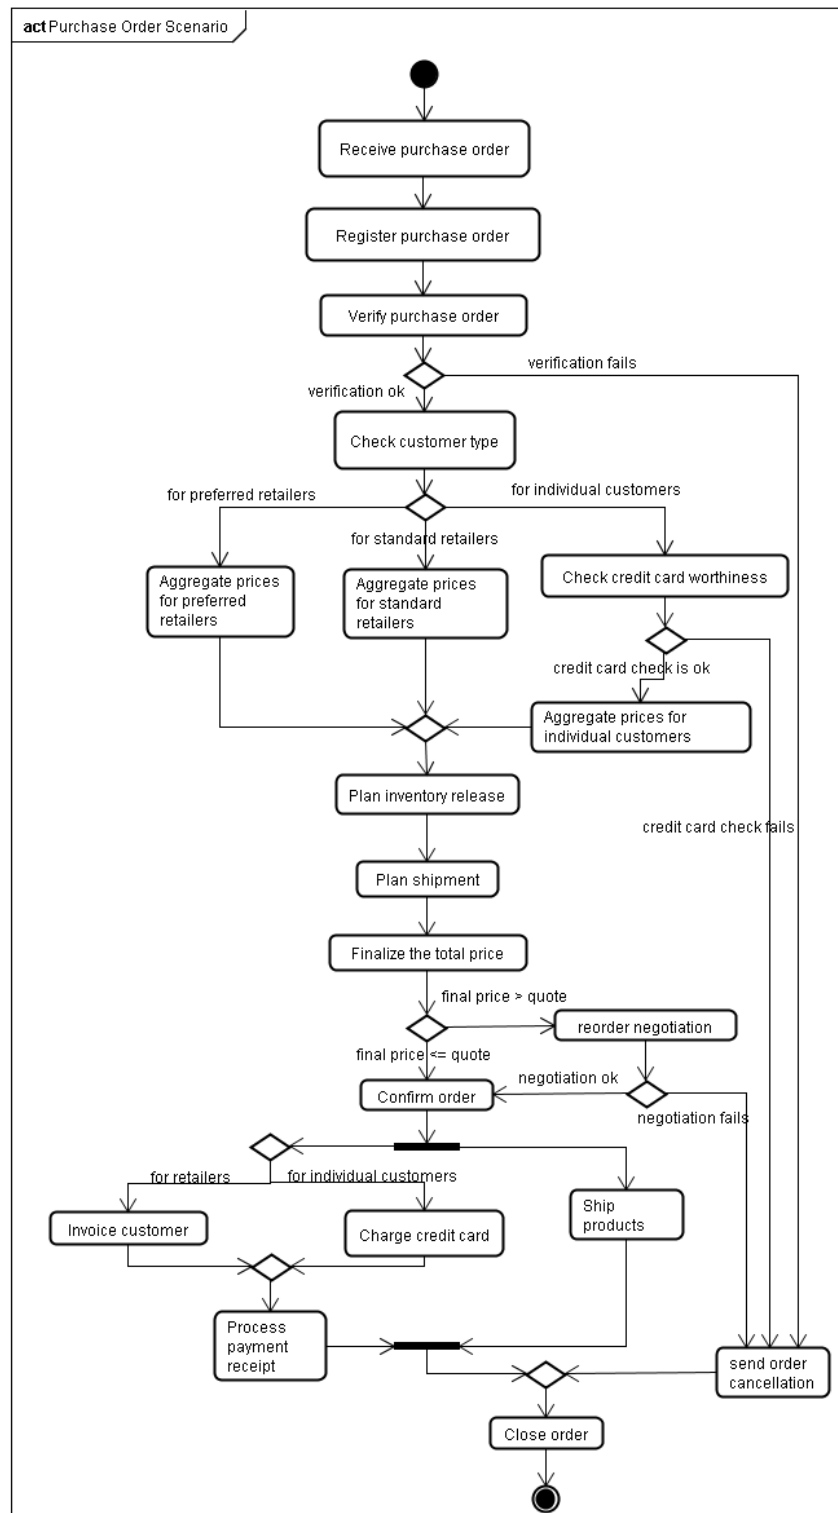 act Purchase Order Scenario
Receive purchase order
Register purchase order
Verify purchase order
verification fails
verification ok
Check customer type
for preferred retailers
for individual customers
for standard retailers
Aggregate prices
for preferred
retailers
Aggregate prices
for standard
retailers
Check credit card worthiness
credit card check is ok
Aggregate prices for
individual customers
Plan inventory release
credit card check fails
Plan shipment
Finalize the total price
final price > quote
reorder negotiation
final price <= quote
negotiation ok
Confirm order
negotiation fails
for retailers
for individual customers
Ship
products
Invoice customer
Charge credit card
Process
payment
receipt
send order
cancellation
Close order